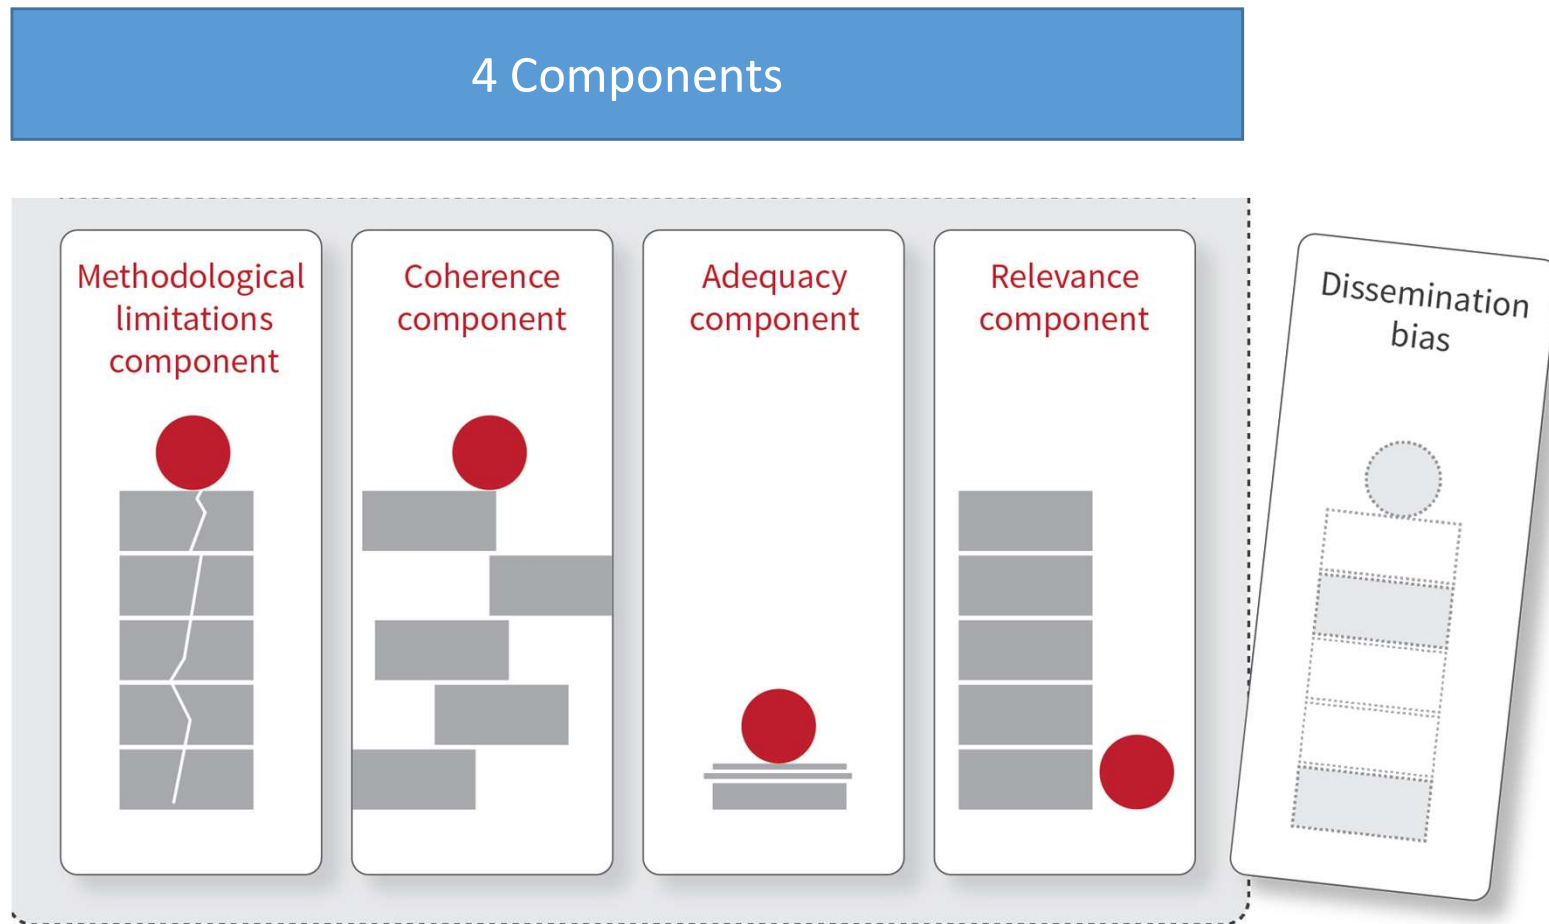 4 Components
Methodological
limitations
component
Coherence
component
Adequacy
component
Relevance
component
Dissemination
bias